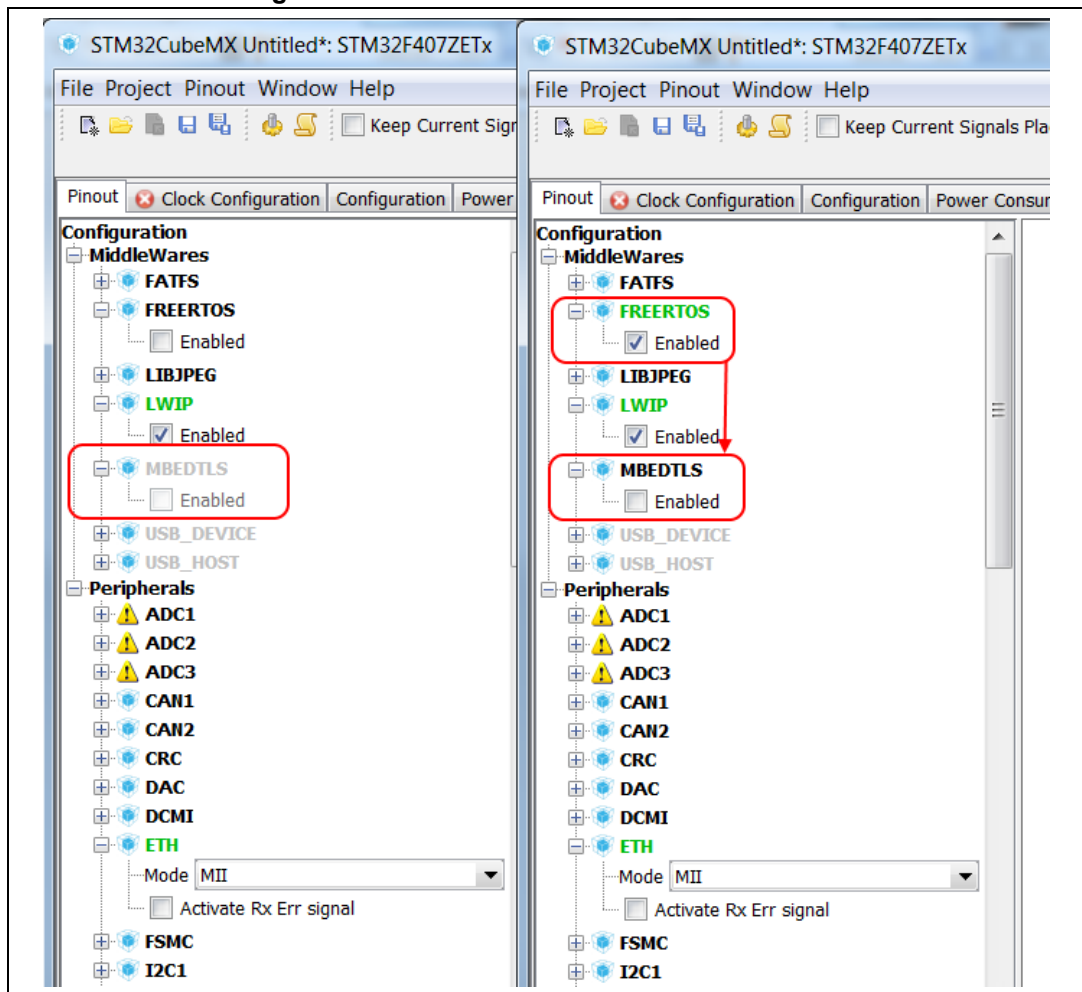 STM32CubeMX Untitled*: STM32F407ZETx
File Project Pinout Window Help
Keep Current Sigr
Pinout Clock Configuration Configuration Power
Configuration
MiddleWares
FATFS
FREERTOS
Enabled
LIBJPEG
LWIP
Enabled
MBEDTLS
Enabled
USB_DEVICE
USB_HOST
Peripherals
ADC1
ADC2
ADC3
CAN1
CAN2
CRC
DAC
DCMI
ETH
Mode MII
Activate Rx Err signal
FSMC
I2C1
STM32CubeMX Untitled*: STM32F407ZETx
File Project Pinout Window Help
Keep Current Signals Pla
Pinout Clock Configuration Configuration Power Consur
Configuration
MiddleWares
FATFS
FREERTOS
Enabled
LIBJPEG
LWIP
Enabled
MBEDTLS
Enabled
USB_DEVICE
USB_HOST
Peripherals
ADC1
ADC2
ADC3
CAN1
CAN2
CRC
DAC
DCMI
ETH
Mode MII
Activate Rx Err signal
FSMC
I2C1